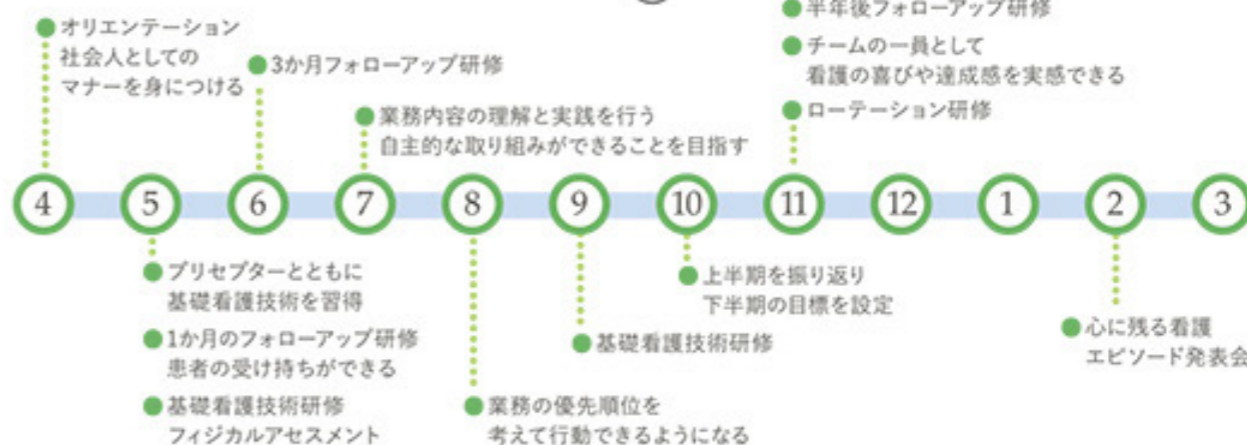 半年後フォローアップ研修
オリエンテーション
社会人としての
マナーを身につける
チームの一員として
看護の喜びや達成感を実感できる
3か月フォローアップ研修
ローテーション研修
業務内容の理解と実践を行う
自主的な取り組みができることを目指す
4 5 6 7 8 9 10 11 12 1 2 3
プリセプターとともに
基礎看護技術を習得
1か月のフォローアップ研修
患者の受け持ちができる
基礎看護技術研修
フィジカルアセスメント
業務の優先順位を
考えて行動できるようになる
基礎看護技術研修
上半期を振り返り
下半期の目標を設定
心に残る看護
エピソード発表会